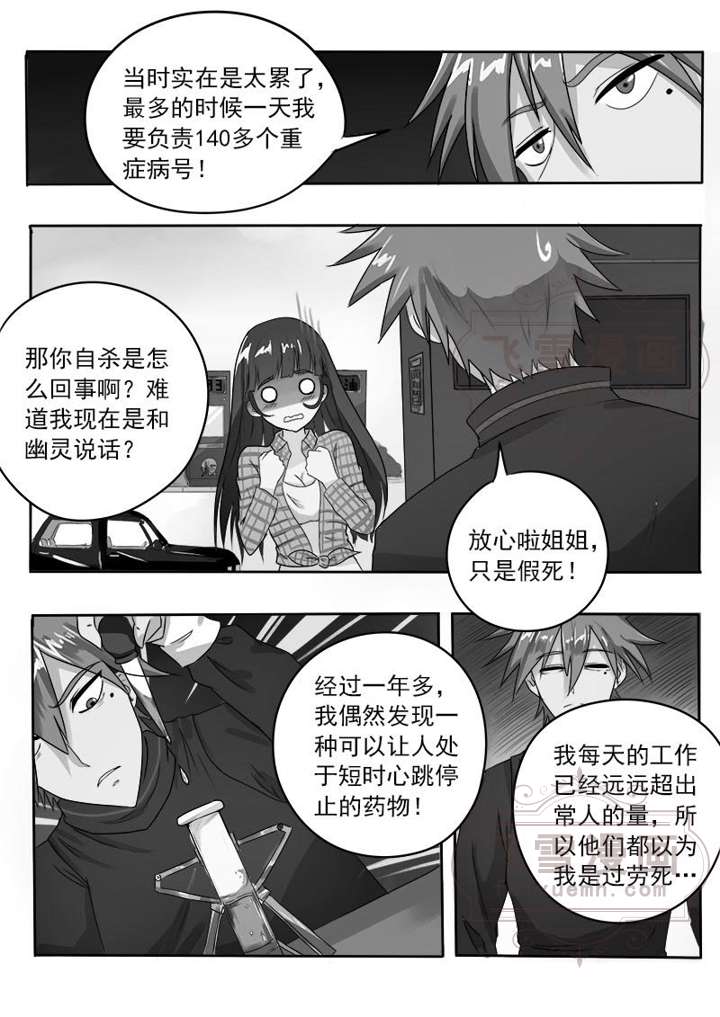 当时实在是太累了，
最多的时候一天我
要负责140多个重
症病号！
那你自杀是怎
么回事啊？难
道我现在是和
幽灵说话？
放心啦姐姐，
只是假死！
经过一年多，
我偶然发现一
种可以让人处
于短时心跳停
止的药物！
我每天的工作
已经远远超出
常人的量，所
以他们都以为
我是过劳死…
飞雪漫画
油